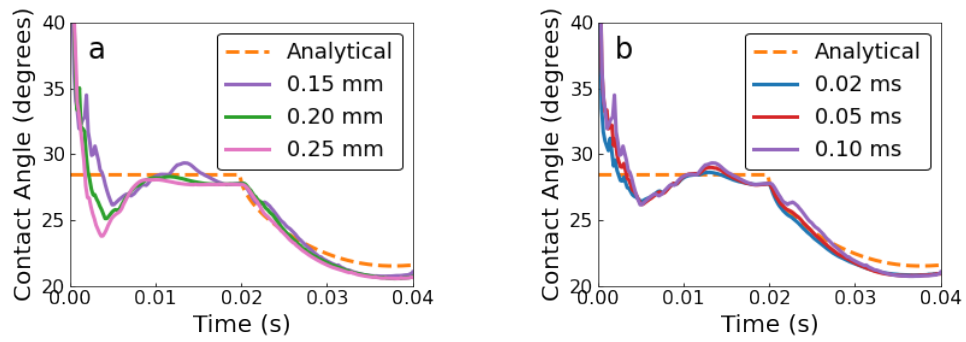 a
Contact Angle (degrees)
40
35
30
25
20
Analytical
0.15 mm
0.20 mm
0.25 mm
0.00 0.01 0.02 0.03 0.04
Time (s)
b
Contact Angle (degrees)
40
35
30
25
20
Analytical
0.02 ms
0.05 ms
0.10 ms
0.00 0.01 0.02 0.03 0.04
Time (s)